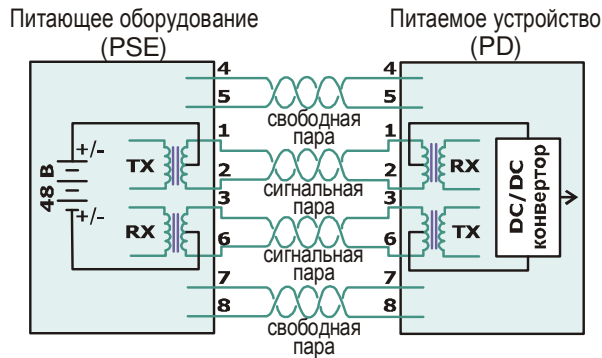 Питающее оборудование
(PSE)
Питаемое устройство
(PD)
4
4
5
5
свободная
пара
1
1
+/-
TX
RX
2
2
сигнальная
пара
48 В
DC/DC
конвертор
3
3
+/-
RX
TX
6
6
сигнальная
пара
7
7
8
8
свободная
пара